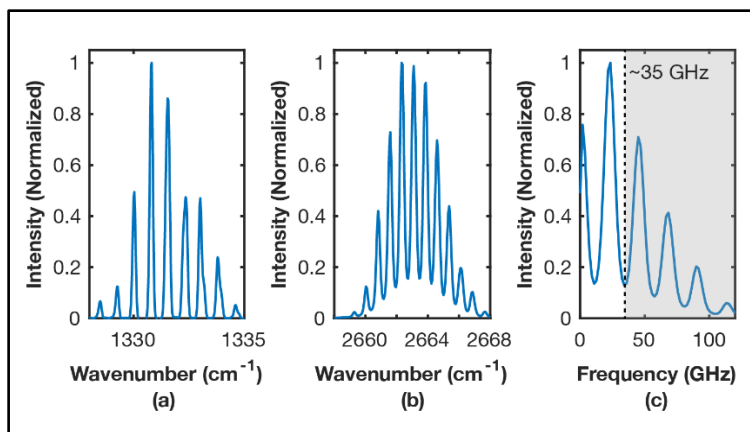 1
0.8
0.6
0.4
0.2
0
1330
1335
Intensity (Normalized)
Wavenumber (cm⁻¹)
(a)
1
0.8
0.6
0.4
0.2
0
2660
2664
2668
Intensity (Normalized)
Wavenumber (cm⁻¹)
(b)
~35 GHz
1
0.8
0.6
0.4
0.2
0
0
50
100
Intensity (Normalized)
Frequency (GHz)
(c)